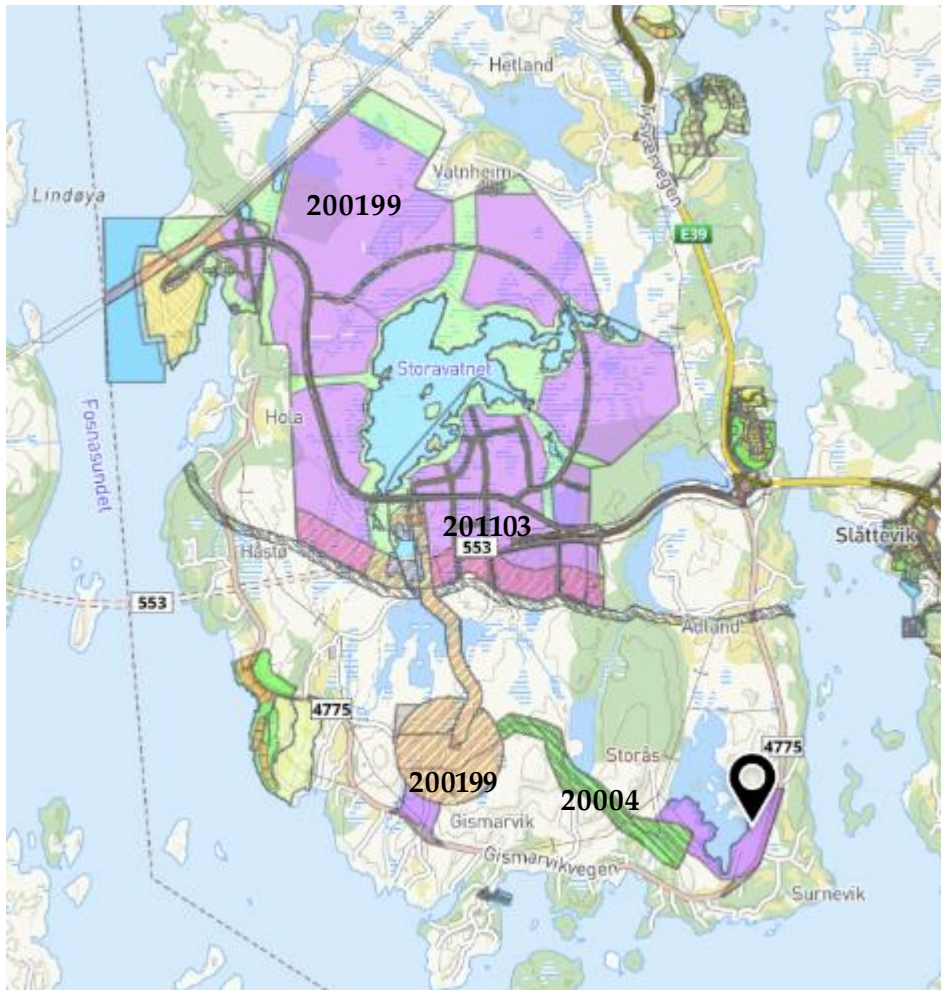 Hetland
Tysværvegen
Vatnheim
Lindøya
200199
E39
Storavatnet
Fosnasundet
Hola
201103
553
Slåttevik
Håstø
553
Ådland
4775
Storås
4775
200199
20004
Gismarvik
Gismarvikvegen
Surnevik